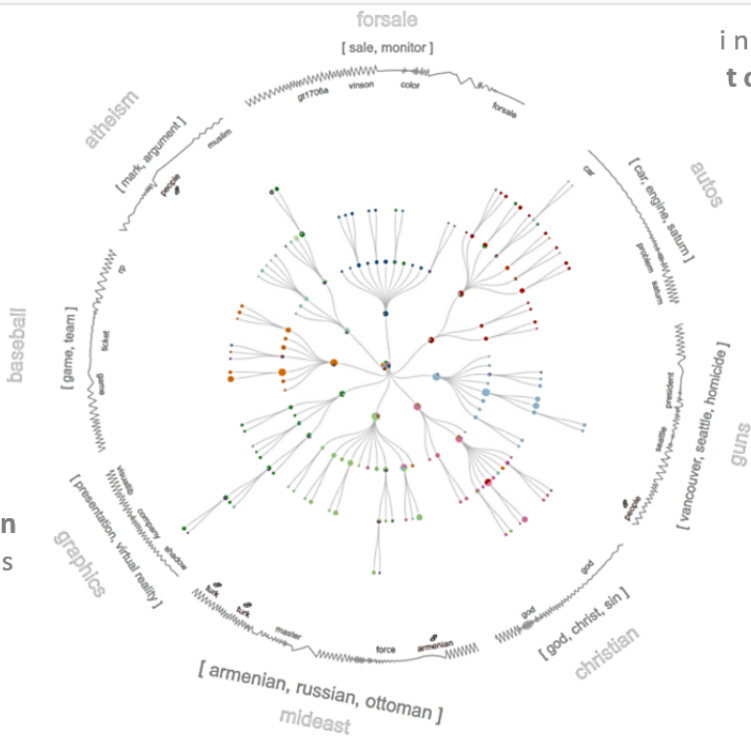 forsale
[ sale, monitor ]
gt1706a
vinson
color
forsale
i n
t o
atheism
[ mark, argument ]
muslim
people
car
[ car, engine, saturn ]
autos
problem
saturn
baseball
[ game, team ]
rp
ticket
game
president
seattle
people
[ vancouver, seattle, homicide ]
guns
n
s
visualib
company
shadow
[ presentation, virtual reality ]
graphics
turk
turk
master
force
armenian
[ armenian, russian, ottoman ]
mideast
god
god
[ god, christ, sin ]
christian